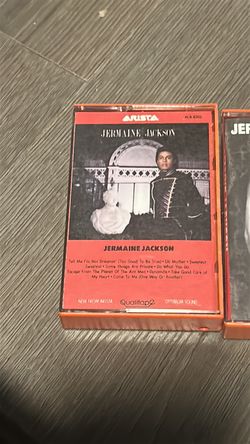 ARISTA
JERMAINE JACKSON
JER
JERMAINE JACKSON
Tell Me I'm Not Dreamin' (Too Good To Be True) • Oh Mother • Sweetest
Sweetest • Some Things Are Private • Do What You Do
Escape From The Planet Of The Ant Men • Dynamite • Take Good Care of
My Heart • Come To Me (One Way Or Another)
NEW FROM ARISTA
Qualitape
OPTIMUM SOUND